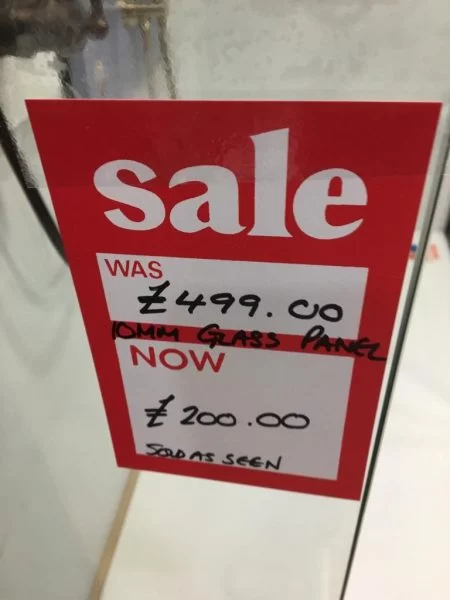 sale
WAS
£499.00
10MM GLASS PANEL
NOW
£200.00
SOLD AS SEEN